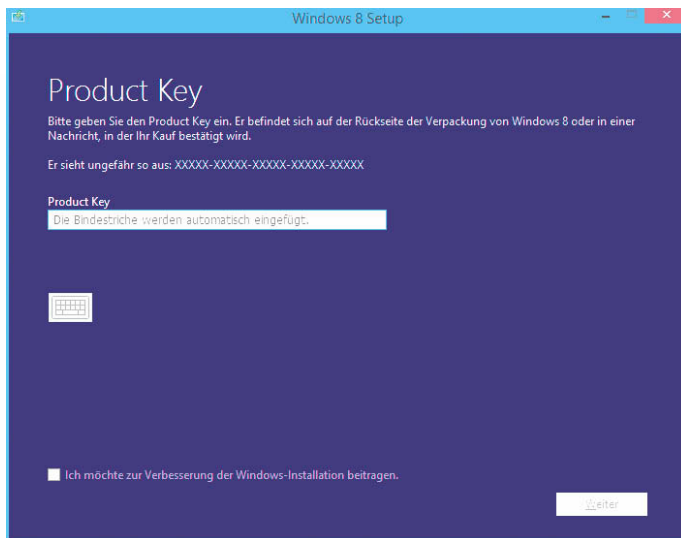 Windows 8 Setup
Product Key
Bitte geben Sie den Product Key ein. Er befindet sich auf der Rückseite der Verpackung von Windows 8 oder in einer
Nachricht, in der Ihr Kauf bestätigt wird.
Er sieht ungefähr so aus: XXXXX-XXXXX-XXXXX-XXXXX-XXXXX
Product Key
Die Bindestriche werden automatisch eingefügt.
Ich möchte zur Verbesserung der Windows-Installation beitragen.
Weiter